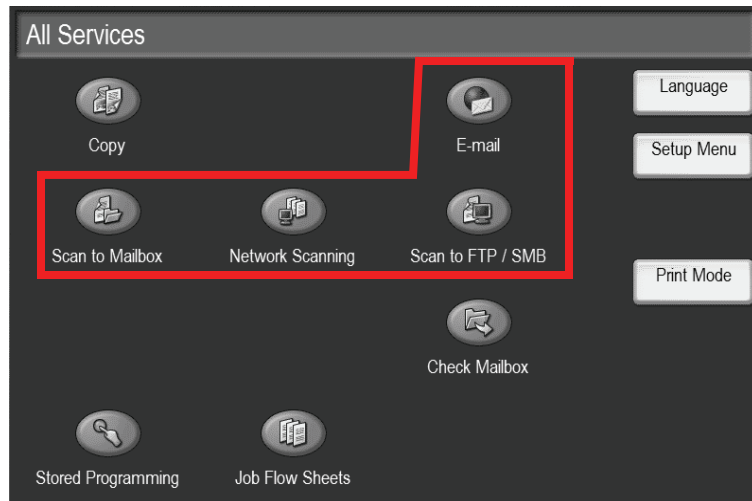 All Services
Copy
E-mail
Language
Setup Menu
Scan to Mailbox
Network Scanning
Scan to FTP / SMB
Print Mode
Check Mailbox
Stored Programming
Job Flow Sheets